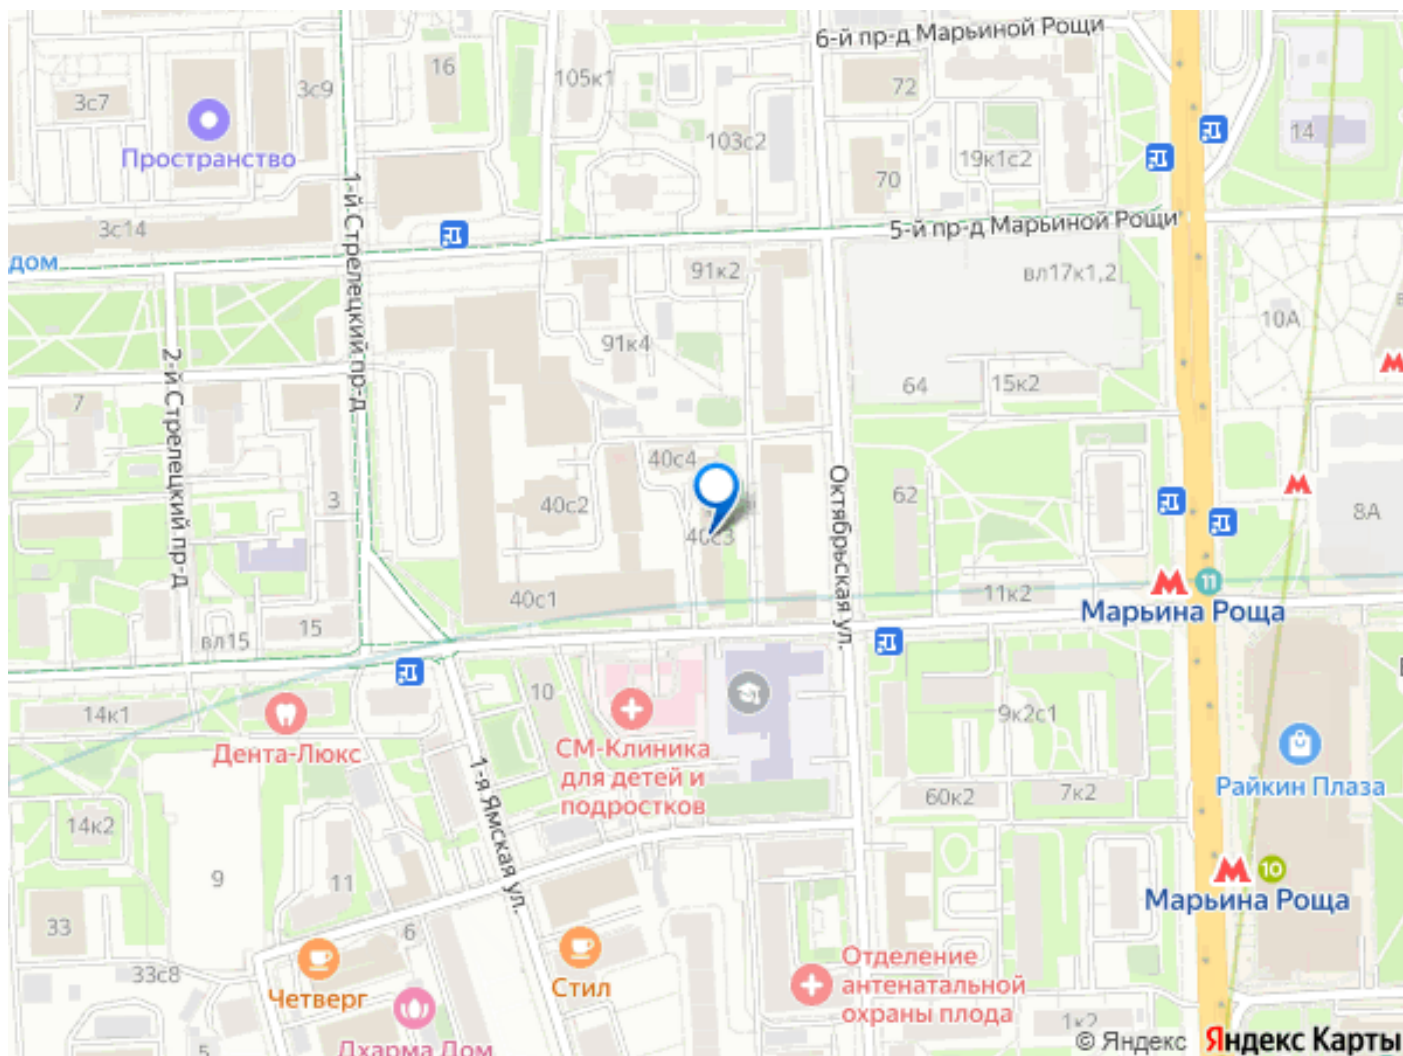 6-й пр-д Марьиной Рощи
16
3с9
105к1
72
3с7
14
103с2
Пространство
19к1с2
70
1-й Стрелецкий пр-д
5-й пр-д Марьиной Рощи
3с14
дом
91к2
вл17к1,2
10А
91к4
2-й Стрелецкий пр-д
64
15к2
7
40с4
Октябрьская ул.
62
3
40с2
8А
40с3
11к2
40с1
Марьина Роща
11
15
вл15
10
14к1
9к2с1
Дента-Люкс
СМ-Клиника
для детей и
подростков
1-я Ямская ул.
Райкин Плаза
60к2
7к2
14к2
9
11
10
Марьина Роща
33
6
33с8
Четверг
Стил
Отделение
антенатальной
охраны плода
1к2
5
Дхарма Дом
© Яндекс Яндекс Карты